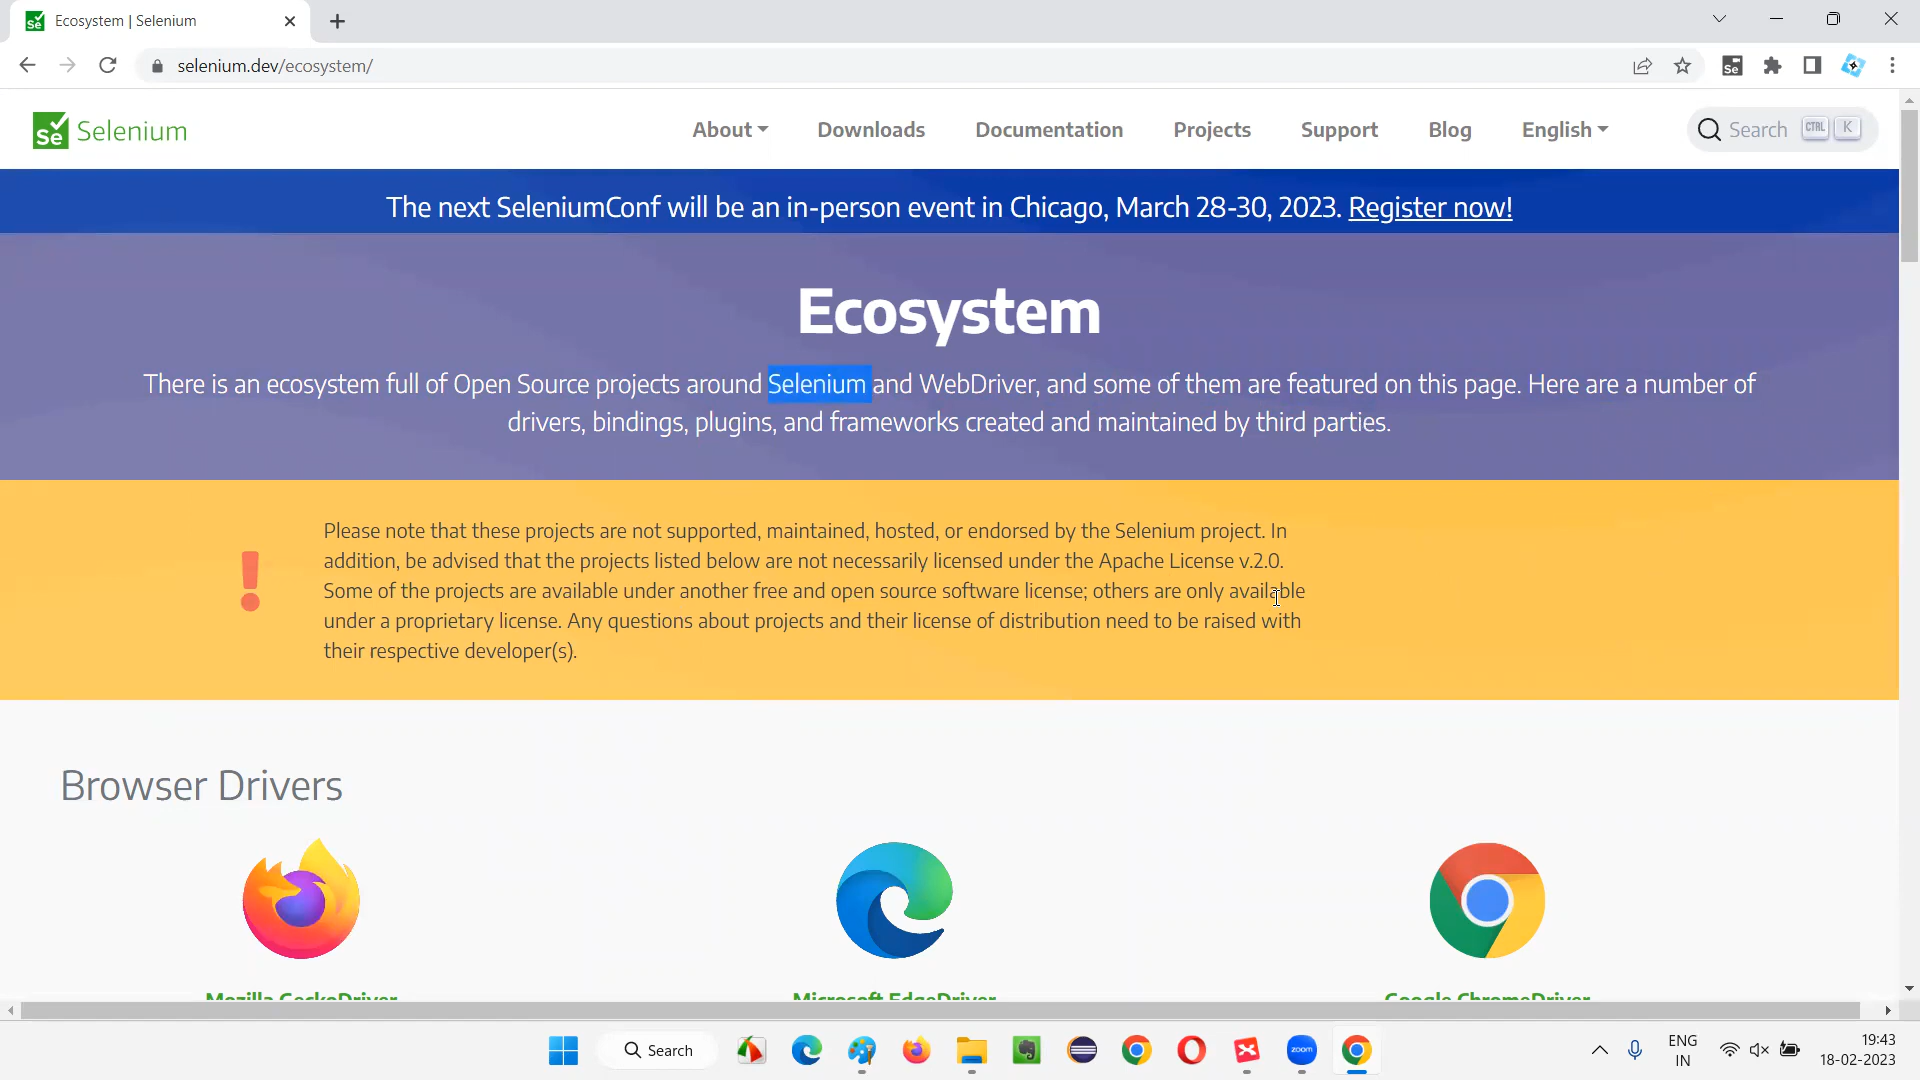 Ecosystem | Selenium
selenium.dev/ecosystem/
Se Selenium
About
Downloads
Documentation
Projects
Support
Blog
English
Search CTRL K
The next SeleniumConf will be an in-person event in Chicago, March 28-30, 2023. Register now!
Ecosystem
There is an ecosystem full of Open Source projects around Selenium and WebDriver, and some of them are featured on this page. Here are a number of
drivers, bindings, plugins, and frameworks created and maintained by third parties.
Please note that these projects are not supported, maintained, hosted, or endorsed by the Selenium project. In
addition, be advised that the projects listed below are not necessarily licensed under the Apache License v.2.0.
Some of the projects are available under another free and open source software license; others are only available
under a proprietary license. Any questions about projects and their license of distribution need to be raised with
their respective developer(s).
Browser Drivers
Mozilla GeckoDriver
Microsoft EdgeDriver
Google ChromeDriver
Search
zoom
ENG
IN
19:43
18-02-2023